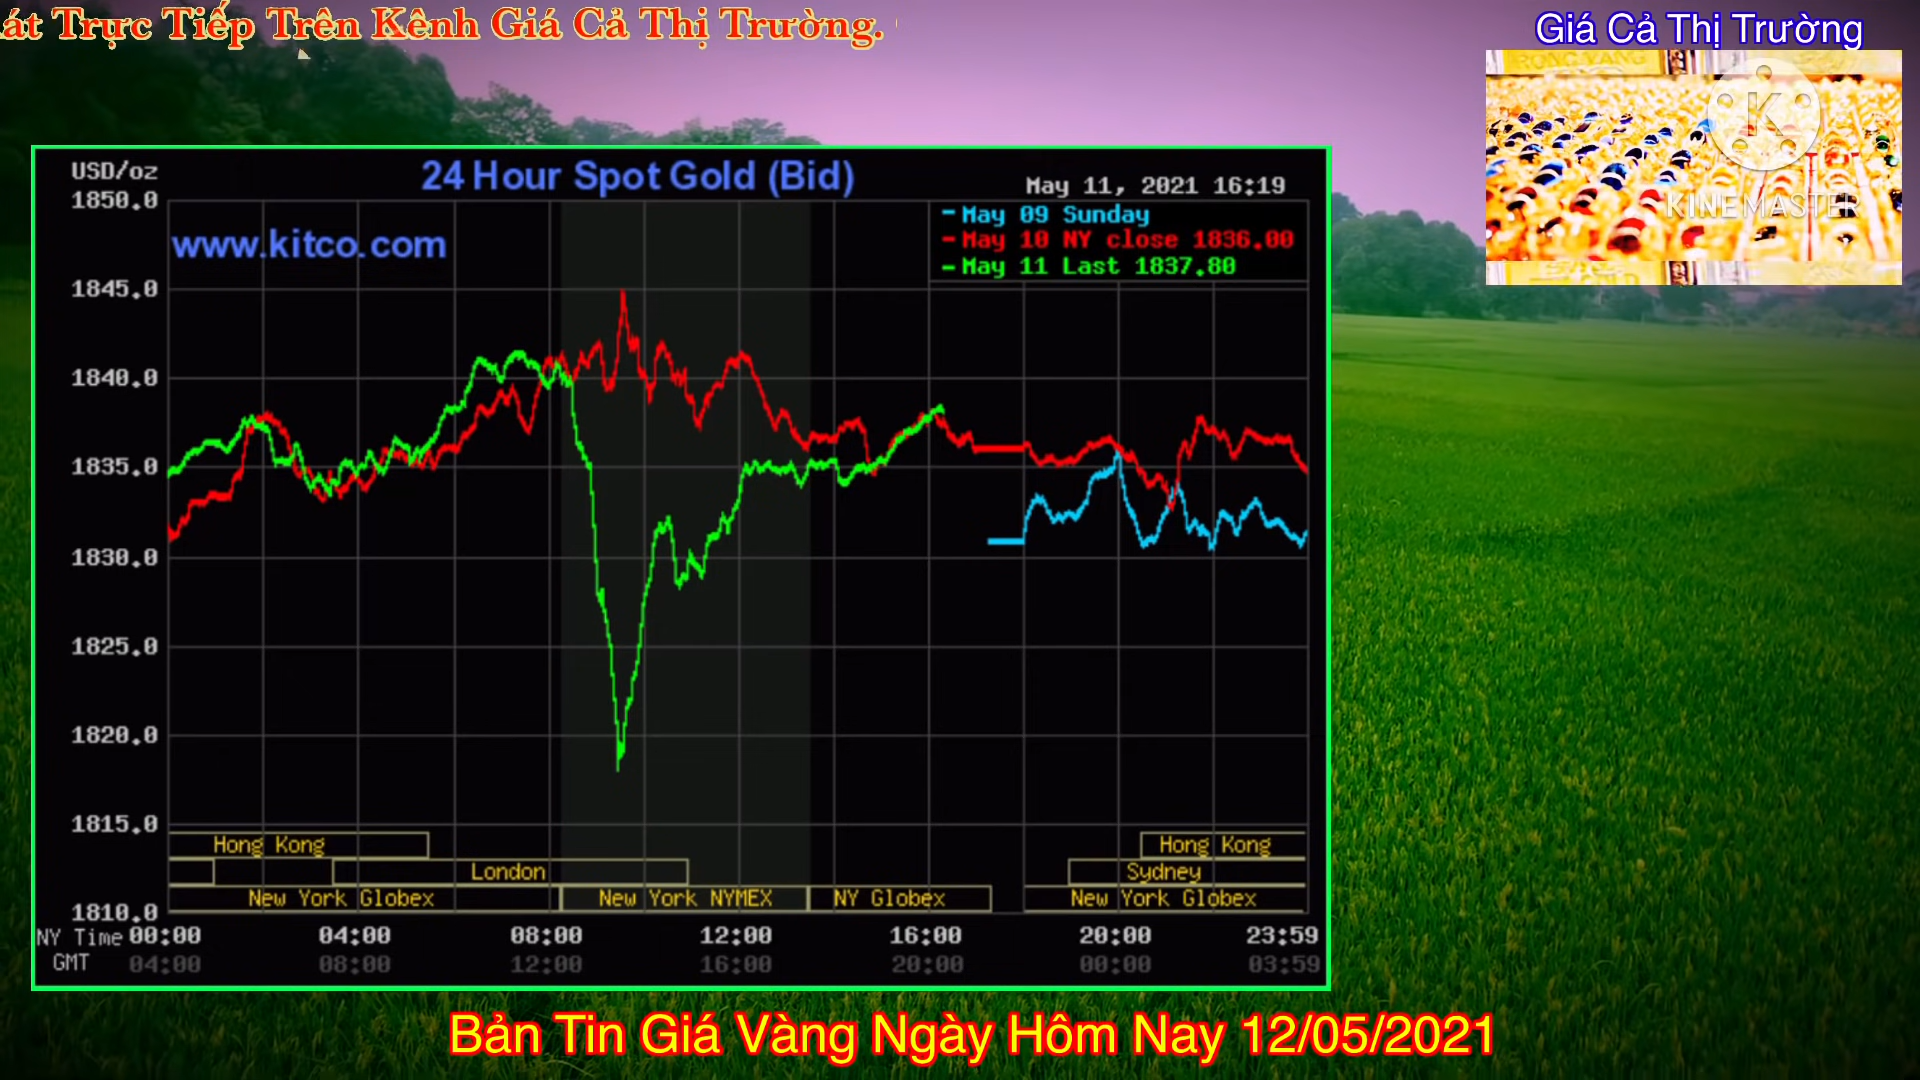 át Trực Tiếp Trên Kênh Giá Cả Thị Trường.
Giá Cả Thị Trường
RONG VANG
K
KINEMASTER
USD/oz
24 Hour Spot Gold (Bid)
May 11, 2021 16:19
www.kitco.com
May 09 Sunday
May 10 NY close 1836.00
May 11 Last 1837.80
1850.0
1845.0
1840.0
1835.0
1830.0
1825.0
1820.0
1815.0
1810.0
Hong Kong
Hong Kong
London
Sydney
New York Globex
New York NYMEX
NY Globex
New York Globex
NY Time 00:00 04:00 08:00 12:00 16:00 20:00 23:59
GMT 04:00 08:00 12:00 16:00 20:00 00:00 03:59
Bản Tin Giá Vàng Ngày Hôm Nay 12/05/2021